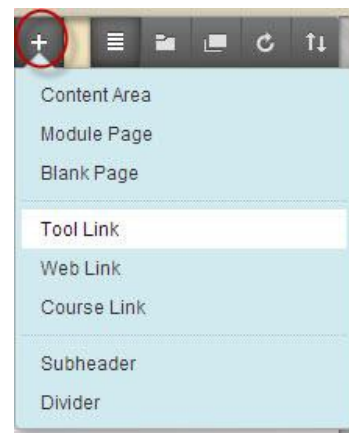 Content Area
Module Page
Blank Page
Tool Link
Web Link
Course Link
Subheader
Divider